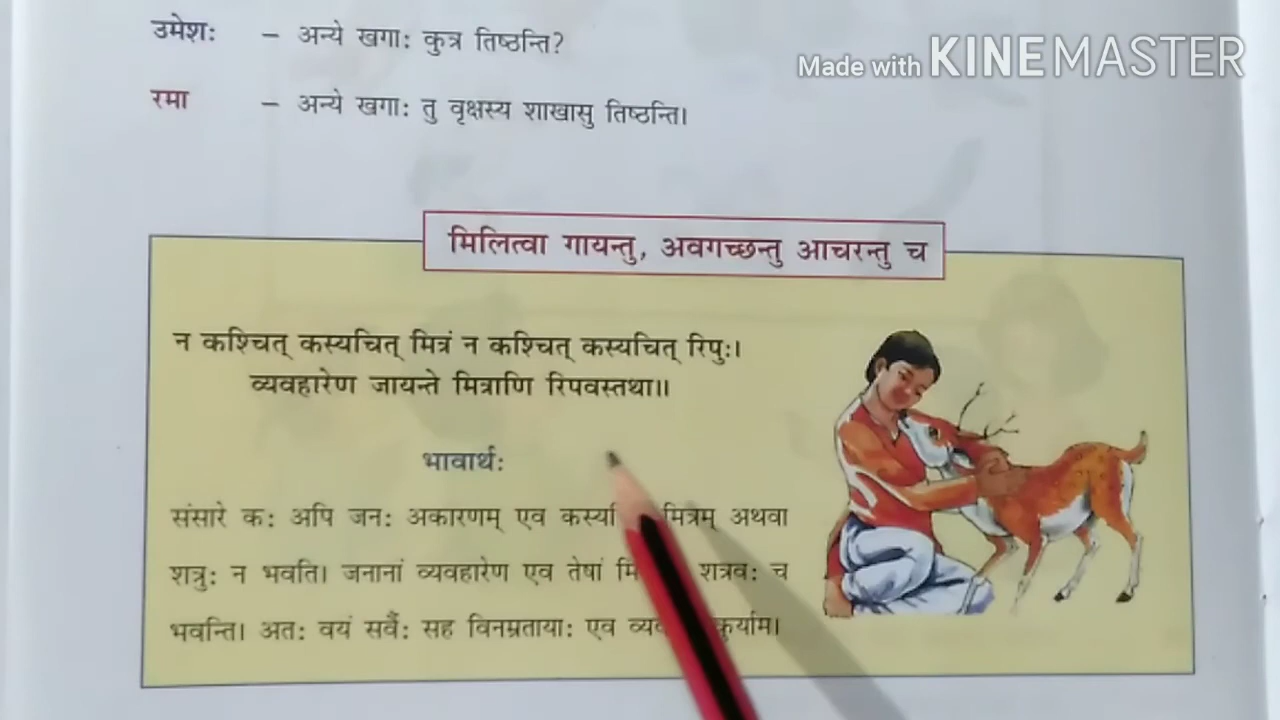 उमेशः – अन्ये खगाः कुत्र तिष्ठन्ति?
Made with KINEMASTER
रमा – अन्ये खगाः तु वृक्षस्य शाखासु तिष्ठन्ति।
मिलित्वा गायन्तु, अवगच्छन्तु आचरन्तु च
न कश्चित् कस्यचित् मित्रं न कश्चित् कस्यचित् रिपुः।
व्यवहारेण जायन्ते मित्राणि रिपवस्तथा॥
भावार्थः
संसारे कः अपि जनः अकारणम् एव मित्रम् अथवा
शत्रुः न भवति। जनानां व्यवहारेण एव तेषां शत्रवः च
भवन्ति। अतः वयं सर्वैः सह विनम्रतायाः एव कुर्याम।